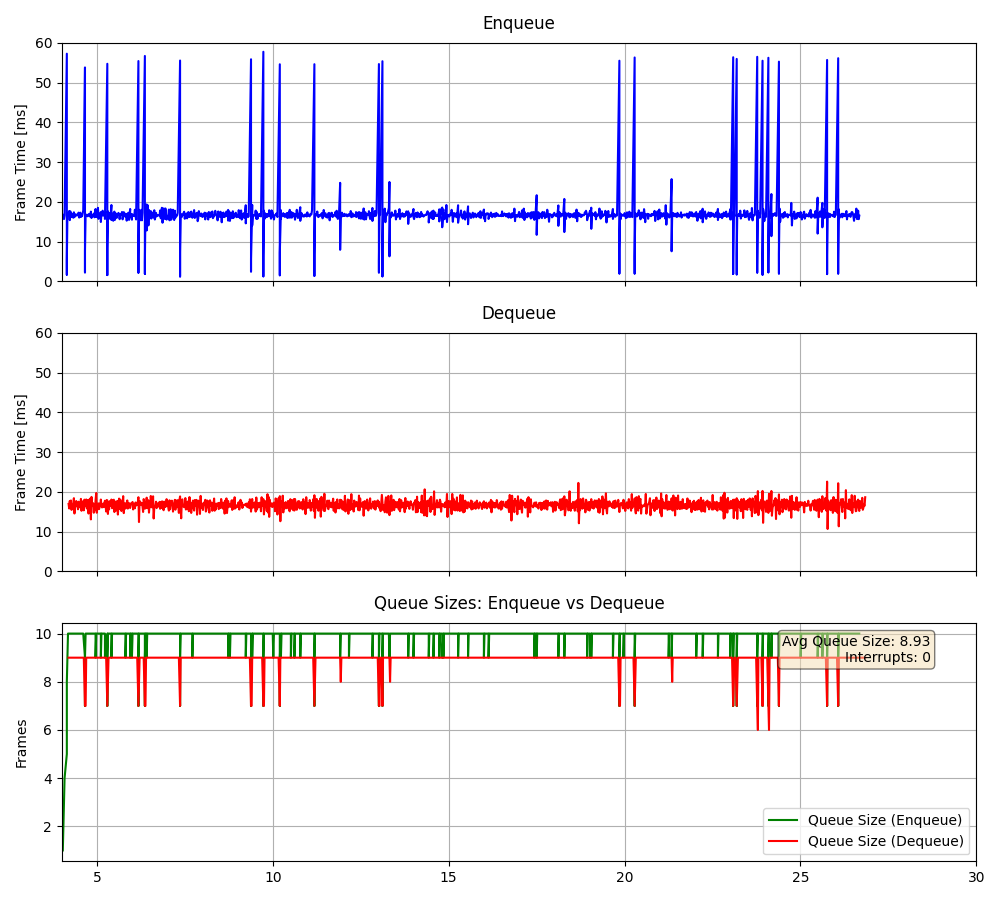 Enqueue
60
50
40
30
20
10
0
Frame Time [ms]
Dequeue
60
50
40
30
20
10
0
Frame Time [ms]
Queue Sizes: Enqueue vs Dequeue
10
8
6
4
2
Frames
Avg Queue Size: 8.93
Interrupts: 0
Queue Size (Enqueue)
Queue Size (Dequeue)
5 10 15 20 25 30